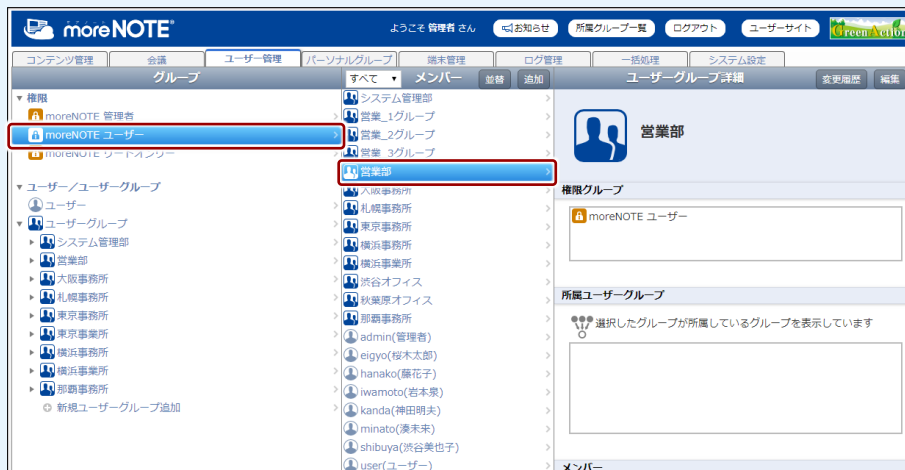 moreNOTE®
ようこそ 管理者 さん
お知らせ
所属グループ一覧
ログアウト
ユーザーサイト
コンテンツ管理
会議
ユーザー管理
パーソナルグループ
端末管理
ログ管理
一括処理
システム設定
グループ
すべて
メンバー
並替
追加
ユーザーグループ詳細
変更履歴
編集
権限
moreNOTE 管理者
moreNOTE ユーザー
moreNOTE リードオンリー
ユーザー／ユーザーグループ
ユーザー
ユーザーグループ
システム管理部
営業部
大阪事務所
札幌事務所
東京事務所
東京事業所
横浜事務所
横浜事業所
那覇事務所
新規ユーザーグループ追加
システム管理部
営業_1グループ
営業_2グループ
営業_3グループ
営業部
大阪事務所
札幌事務所
東京事務所
横浜事務所
横浜事業所
渋谷オフィス
秋葉原オフィス
那覇事務所
admin(管理者)
eigyo(桜木太郎)
hanako(藤花子)
iwamoto(岩本泉)
kanda(神田明夫)
minato(湊未来)
shibuya(渋谷美也子)
user(ユーザー)
営業部
権限グループ
moreNOTE ユーザー
所属ユーザーグループ
選択したグループが所属しているグループを表示しています
メンバー